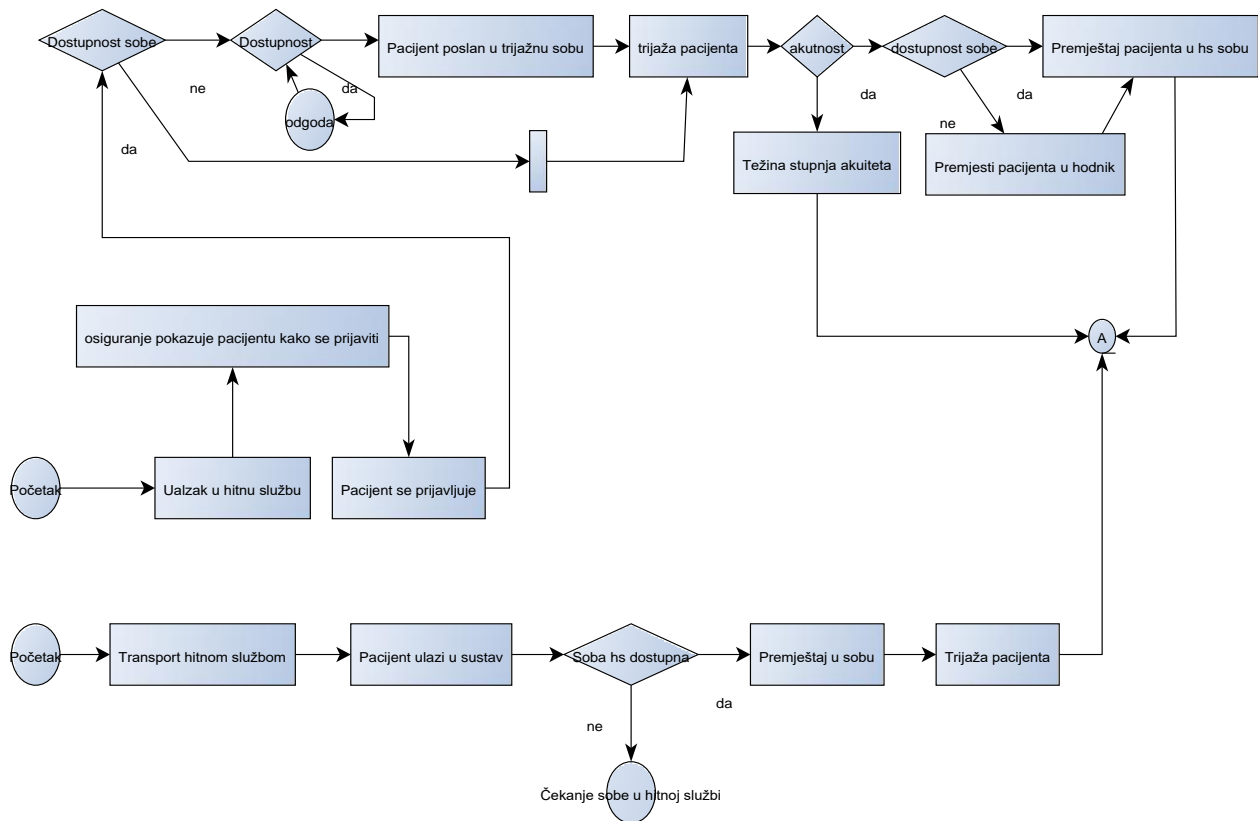 Dostupnost sobe
Dostupnost
Pacijent poslan u trijažnu sobu
trijaža pacijenta
akutnost
dostupnost sobe
Premještaj pacijenta u hs sobu
ne
da
odgoda
da
da
ne
da
Težina stupnja akuiteta
Premjesti pacijenta u hodnik
osiguranje pokazuje pacijentu kako se prijaviti
A
Početak
Ualzak u hitnu službu
Pacijent se prijavljuje
Početak
Transport hitnom službom
Pacijent ulazi u sustav
Soba hs dostupna
Premještaj u sobu
Trijaža pacijenta
da
ne
Čekanje sobe u hitnoj službi